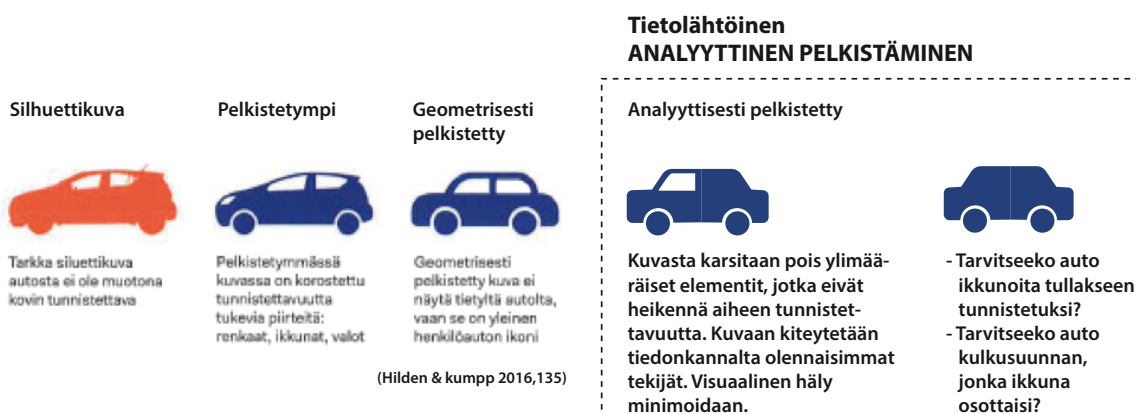 Tietolähtöinen
ANALYYTTINEN PELKISTÄMINEN
Silhuettikuva
Pelkistetympi
Geometrisesti
pelkistetty
Analyyttisesti pelkistetty
Tarkka siluettikuva
autosta ei ole muotona
kovin tunnistettava
Pelkistetymmässä
kuvassa on korostettu
tunnistettavuutta
tukevia piirteitä:
renkaat, ikkunat, valot
Geometrisesti
pelkistetty kuva ei
näytä tietyltä autolta,
vaan se on yleinen
henkilöauton ikoni
(Hilden & kumpp 2016,135)
Kuvasta karsitaan pois ylimää-
räiset elementit, jotka eivät
heikennä aiheen tunnistet-
tavuutta. Kuvaan kiteytetään
tiedonkannalta olennaisimmat
tekijät. Visuaalinen häly
minimoidaan.
- Tarvitseeko auto
ikkunoita tullakseen
tunnistetuksi?
- Tarvitseeko auto
kulkusuunnan,
jonka ikkuna
osottaisi?